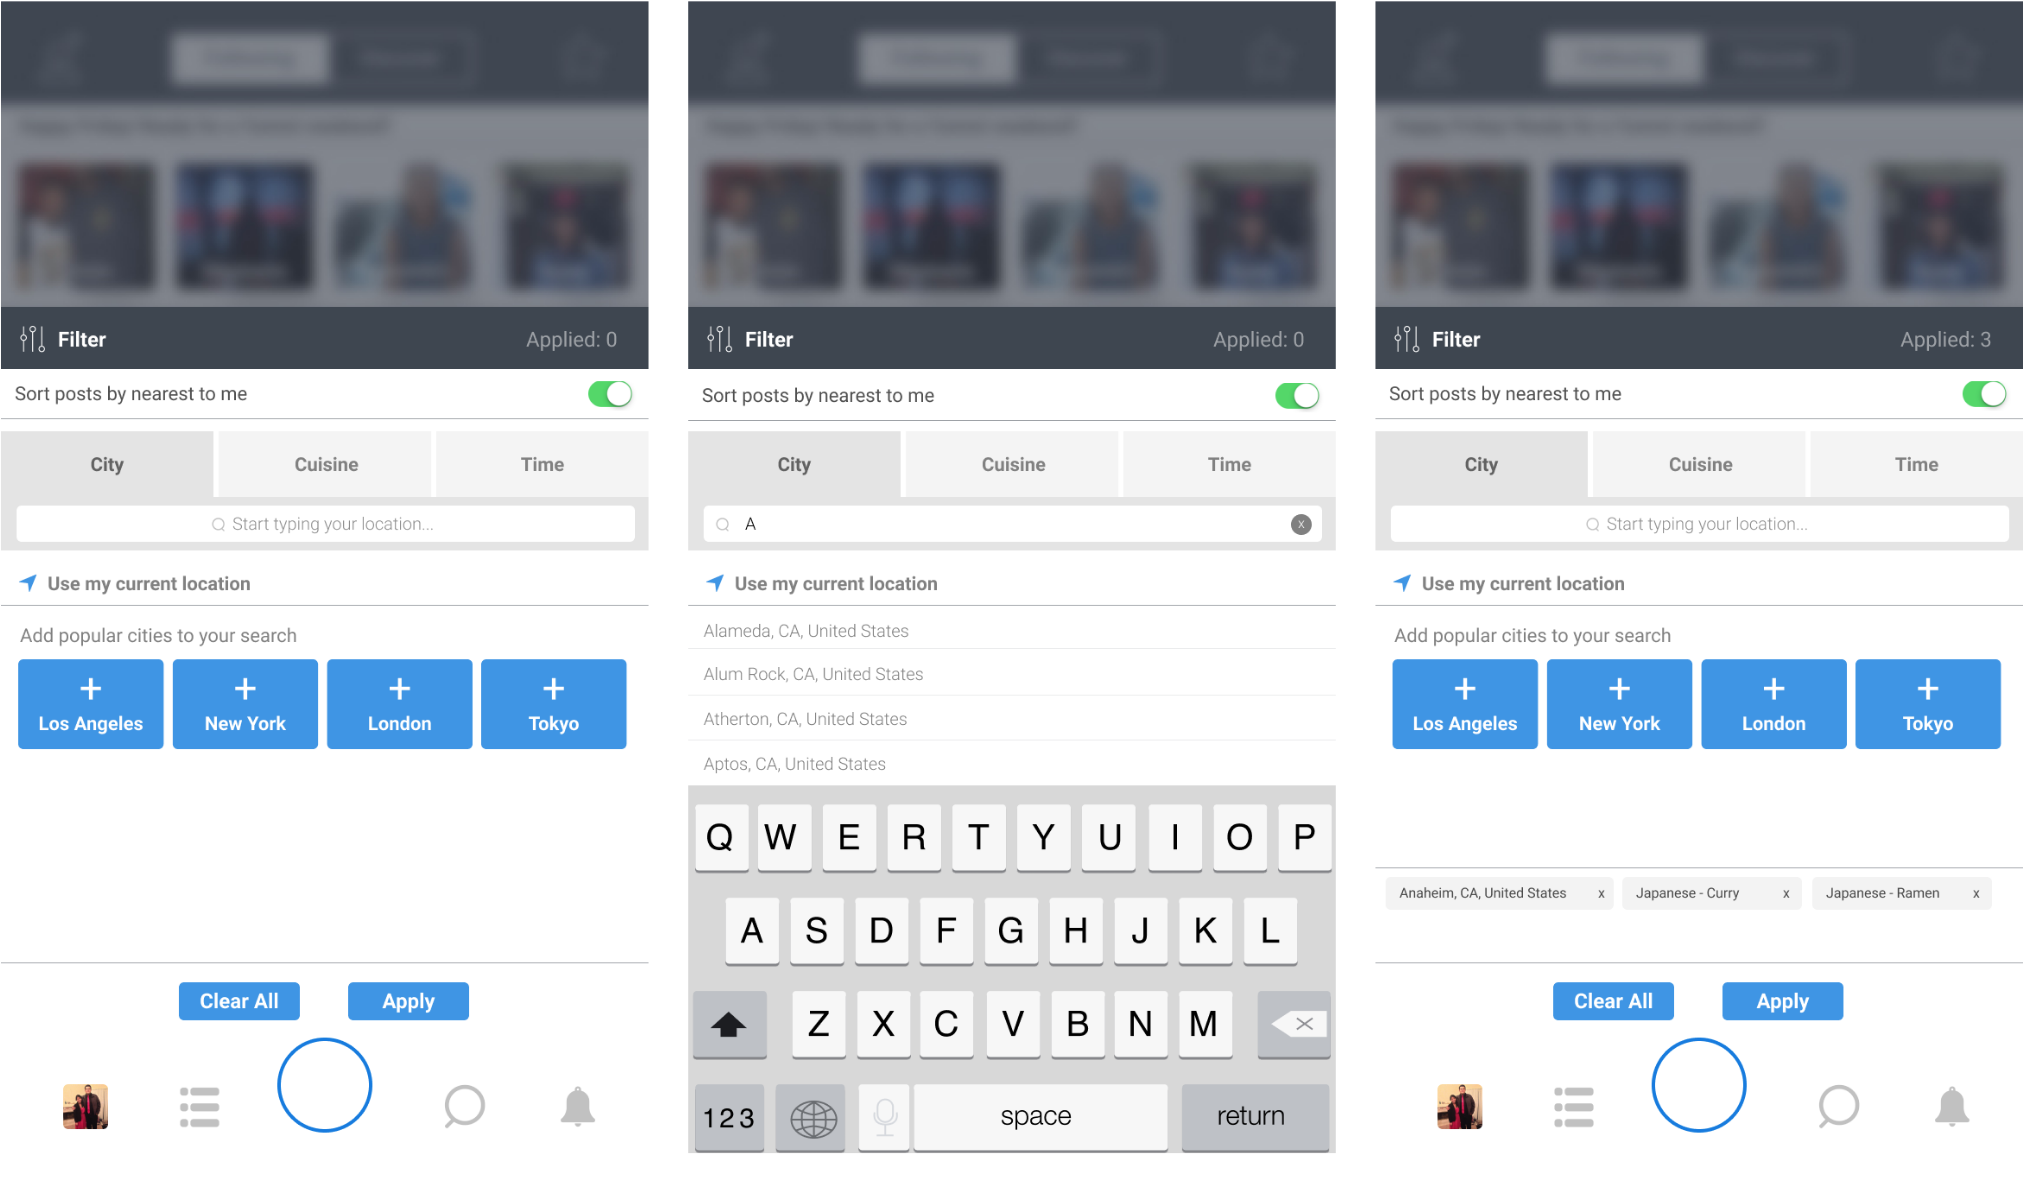 Filter
Applied: 0
Sort posts by nearest to me
City
Cuisine
Time
Start typing your location...
Use my current location
Add popular cities to your search
+ + + +
Los Angeles
New York
London
Tokyo
Clear All
Apply
Filter
Applied: 0
Sort posts by nearest to me
City
Cuisine
Time
A
x
Use my current location
Alameda, CA, United States
Alum Rock, CA, United States
Atherton, CA, United States
Aptos, CA, United States
Q W E R T Y U I O P
A S D F G H J K L
Z X C V B N M
123
space
return
Filter
Applied: 3
Sort posts by nearest to me
City
Cuisine
Time
Start typing your location...
Use my current location
Add popular cities to your search
+ + + +
Los Angeles
New York
London
Tokyo
Anaheim, CA, United States x
Japanese - Curry x
Japanese - Ramen x
Clear All
Apply